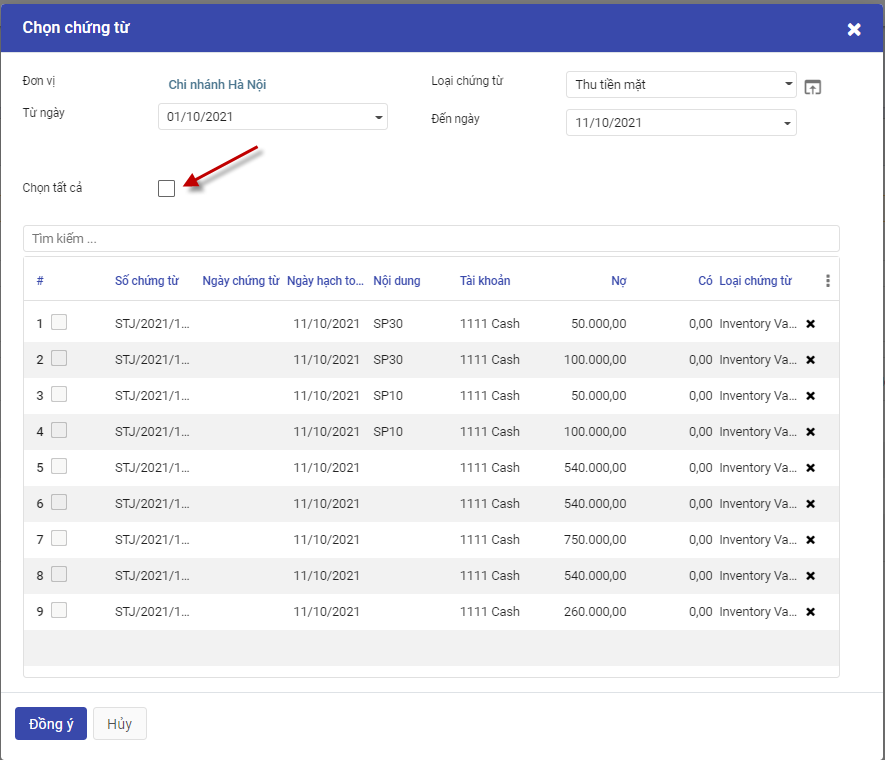 Chọn chứng từ
Đơn vị Chi nhánh Hà Nội Loại chứng từ Thu tiền mặt
Từ ngày 01/10/2021 Đến ngày 11/10/2021
Chọn tất cả
Tìm kiếm ...
# Số chứng từ Ngày chứng từ Ngày hạch to... Nội dung Tài khoản Nợ Có Loại chứng từ
1 STJ/2021/1... 11/10/2021 SP30 1111 Cash 50.000,00 0,00 Inventory Va...
2 STJ/2021/1... 11/10/2021 SP30 1111 Cash 100.000,00 0,00 Inventory Va...
3 STJ/2021/1... 11/10/2021 SP10 1111 Cash 50.000,00 0,00 Inventory Va...
4 STJ/2021/1... 11/10/2021 SP10 1111 Cash 100.000,00 0,00 Inventory Va...
5 STJ/2021/1... 11/10/2021 1111 Cash 540.000,00 0,00 Inventory Va...
6 STJ/2021/1... 11/10/2021 1111 Cash 540.000,00 0,00 Inventory Va...
7 STJ/2021/1... 11/10/2021 1111 Cash 750.000,00 0,00 Inventory Va...
8 STJ/2021/1... 11/10/2021 1111 Cash 540.000,00 0,00 Inventory Va...
9 STJ/2021/1... 11/10/2021 1111 Cash 260.000,00 0,00 Inventory Va...
Đồng ý Hủy